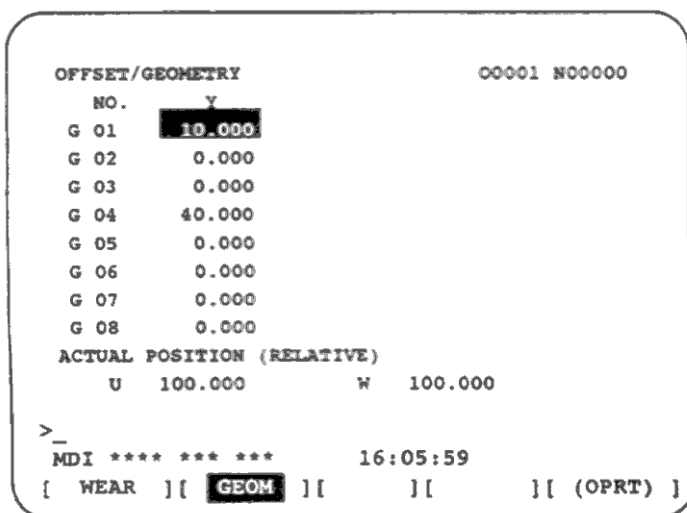 OFFSET/GEOMETRY O0001 N00000
NO. Y
G 01 10.000
G 02 0.000
G 03 0.000
G 04 40.000
G 05 0.000
G 06 0.000
G 07 0.000
G 08 0.000
ACTUAL POSITION (RELATIVE)
U 100.000 W 100.000
>_
MDI **** *** *** 16:05:59
[ WEAR ][ GEOM ][ ][ ][ (OPRT) ]